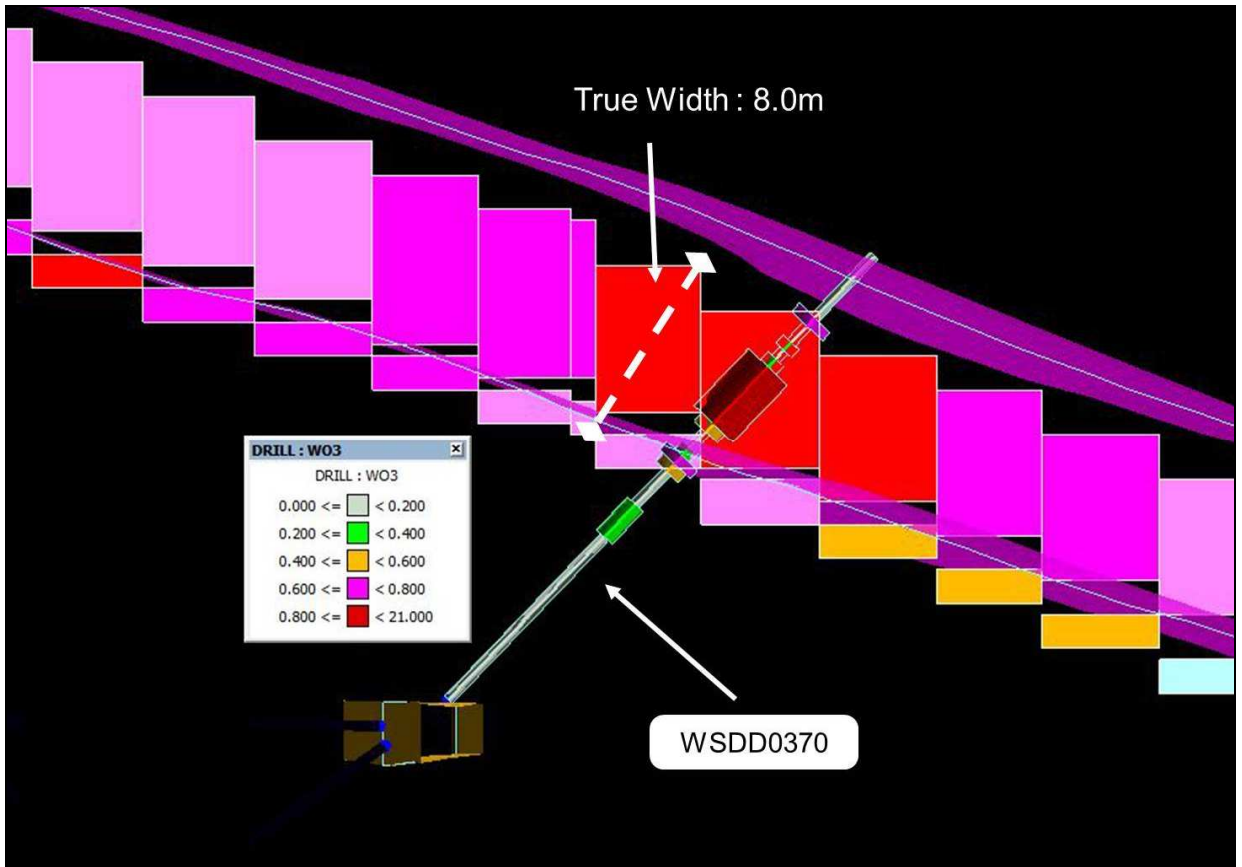 True Width : 8.0m
DRILL : WO3
DRILL : WO3
0.000 <= < 0.200
0.200 <= < 0.400
0.400 <= < 0.600
0.600 <= < 0.800
0.800 <= < 21.000
WSDD0370